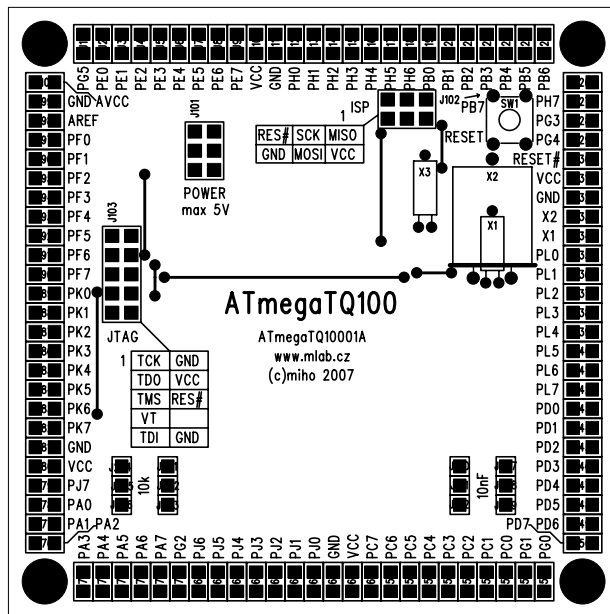 PG5 PE0 PE1 PE2 PE3 PE4 PE5 PE6 PE7 VCC GND PH0 PH1 PH2 PH3 PH4 PH5 PH6 PB0 PB1 PB2 PB3 PB4 PB5 PB6
GND AVCC
AREF
PF0
PF1
PF2
PF3
PF4
PF5
PF6
PF7
PK0
PK1
PK2
PK3
PK4
PK5
PK6
PK7
GND
VCC
PJ7
PA0
PA1 PA2
J101
POWER
max 5V
ISP
1
J102
RES# SCK MISO
GND MOSI VCC
PB7
SW1
RESET
X3
X2
X1
J103
JTAG
1
TCK GND
TDO VCC
TMS RES#
VT
TDI GND
ATmegaTQ100
ATmegaTQ10001A
www.mlab.cz
(c)miho 2007
10k
10nF
PH7
PG3
PG4
RESET#
VCC
GND
X2
X1
PL0
PL1
PL2
PL3
PL4
PL5
PL6
PL7
PD0
PD1
PD2
PD3
PD4
PD5
PD7 PD6
PA3 PA4 PA5 PA6 PA7 PG2 PJ6 PJ5 PJ4 PJ3 PJ2 PJ1 PJ0 GND VCC PC7 PC6 PC5 PC4 PC3 PC2 PC1 PC0 PG1 PG0